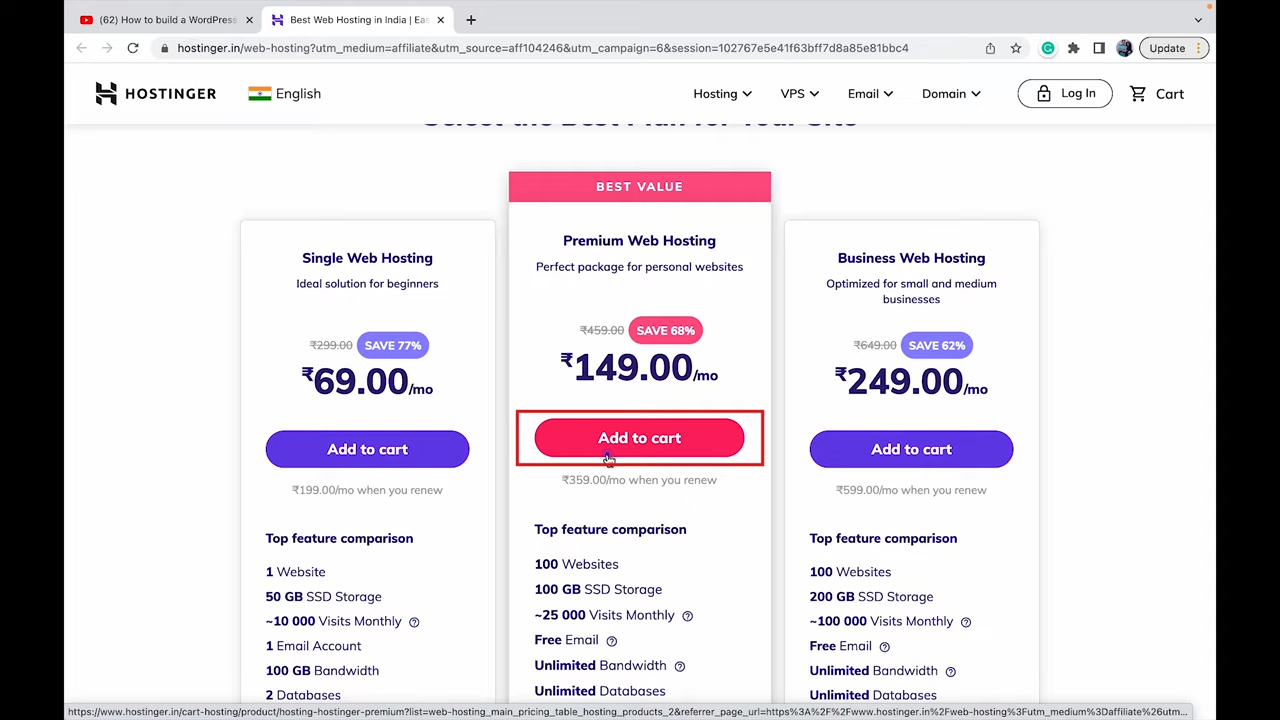 (62) How to build a WordPress
Best Web Hosting in India | Eas
hostinger.in/web-hosting?utm_medium=affiliate&utm_source=aff104246&utm_campaign=6&session=102767e5e41f63bff7d8a85e81bbc4
Update
HOSTINGER
English
Hosting
VPS
Email
Domain
Log In
Cart
Select the Best Plan for Your Site
BEST VALUE
Single Web Hosting
Ideal solution for beginners
₹299.00 SAVE 77%
₹69.00/mo
Add to cart
₹199.00/mo when you renew
Top feature comparison
1 Website
50 GB SSD Storage
~10 000 Visits Monthly
1 Email Account
100 GB Bandwidth
2 Databases
Premium Web Hosting
Perfect package for personal websites
₹459.00 SAVE 68%
₹149.00/mo
Add to cart
₹359.00/mo when you renew
Top feature comparison
100 Websites
100 GB SSD Storage
~25 000 Visits Monthly
Free Email
Unlimited Bandwidth
Unlimited Databases
Business Web Hosting
Optimized for small and medium
businesses
₹649.00 SAVE 62%
₹249.00/mo
Add to cart
₹599.00/mo when you renew
Top feature comparison
100 Websites
200 GB SSD Storage
~100 000 Visits Monthly
Free Email
Unlimited Bandwidth
Unlimited Databases
https://www.hostinger.in/cart-hosting/product/hosting-hostinger-premium?list=web-hosting_main_pricing_table_hosting_products_2&referrer_page_url=https%3A%2F%2Fwww.hostinger.in%2Fweb-hosting%3Futm_medium%3Daffiliate%26utm...